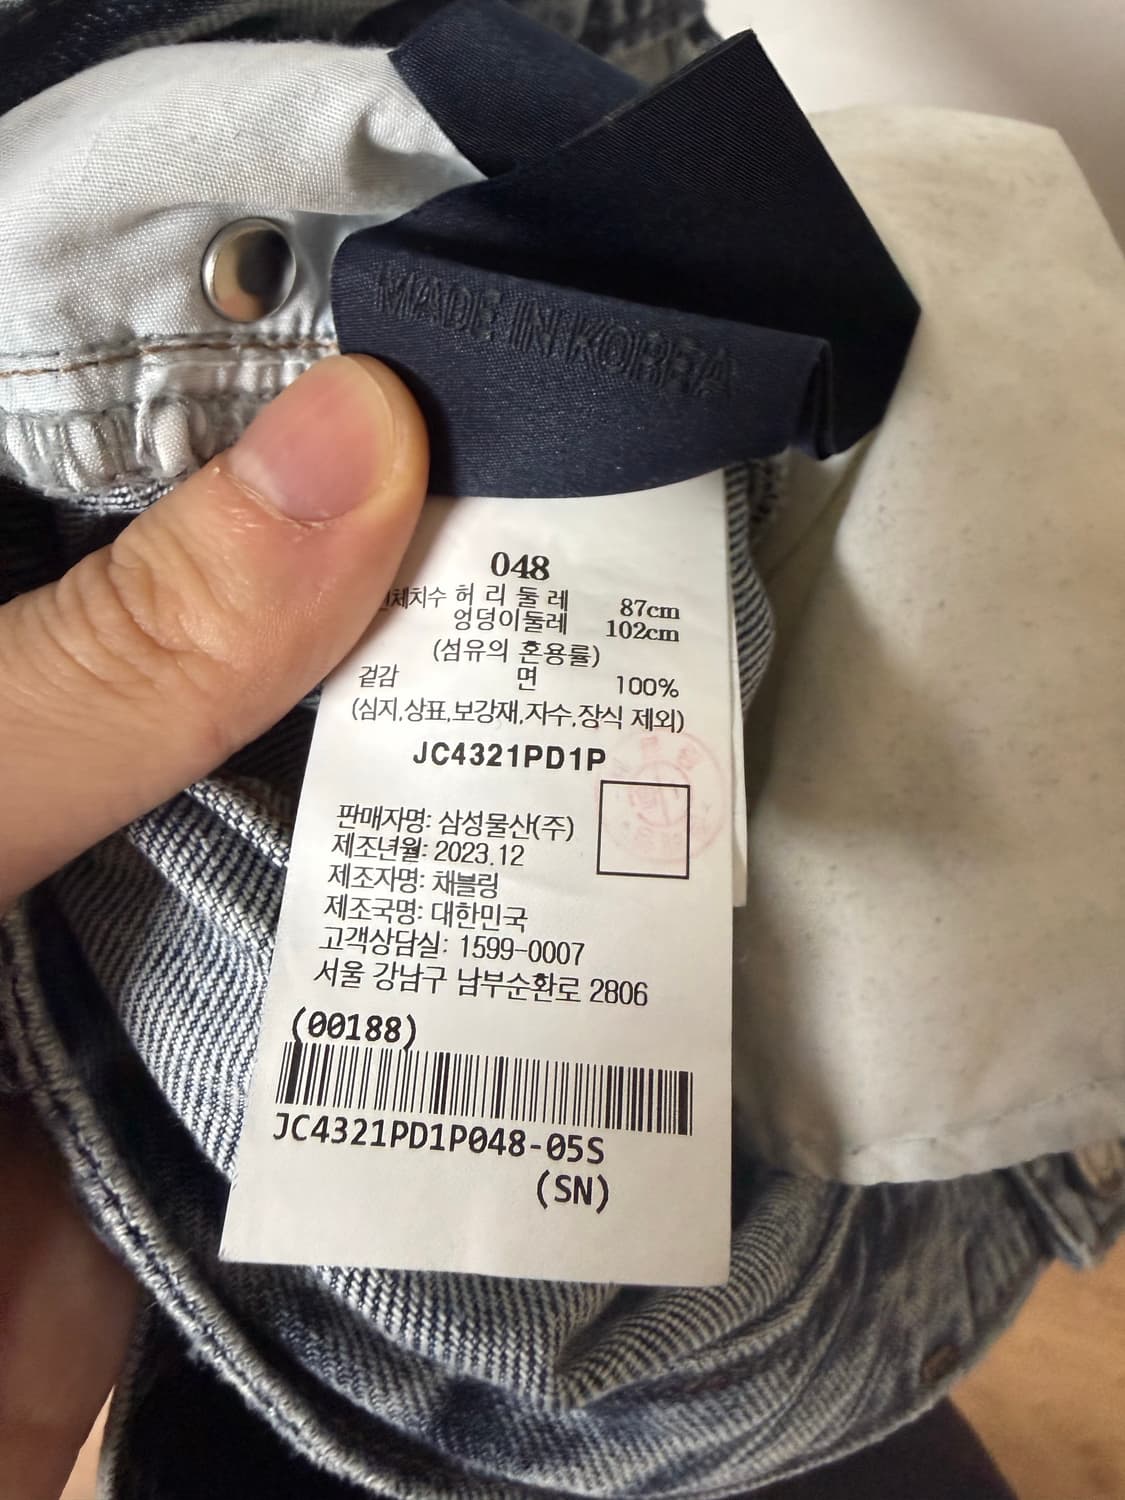 MADE IN KOREA
048
체치수 허리둘레 87cm
엉덩이둘레 102cm
(섬유의 혼용률)
겉감 면 100%
(심지,상표,보강재,자수,장식 제외)
JC4321PD1P
판매자명: 삼성물산(주)
제조년월: 2023.12
제조자명: 채블링
제조국명: 대한민국
고객상담실: 1599-0007
서울 강남구 남부순환로 2806
(00188)
JC4321PD1P048-05S
(SN)